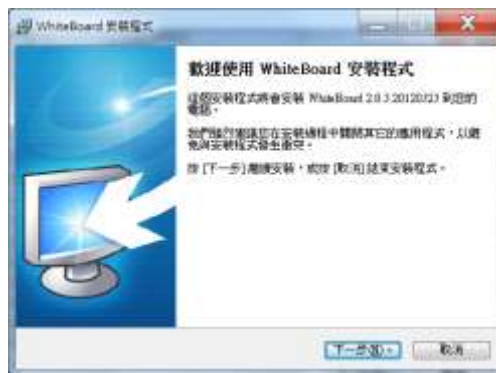 WhiteBoard 安裝程式
歡迎使用 WhiteBoard 安裝程式
這個安裝程式將會安裝 WhiteBoard 2.0.3.20120323 到您的
電腦。
我們強烈建議您在安裝過程中關閉其它的應用程式，以避
免與安裝程式發生衝突。
按 [下一步] 繼續安裝，或按 [取消] 結束安裝程式。
下一步(N) >
取消